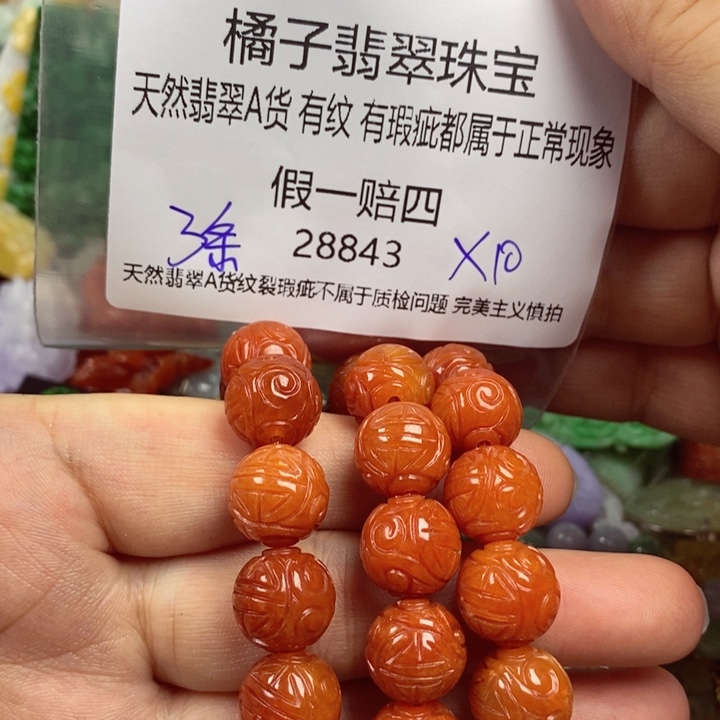 橘子翡翠珠宝
天然翡翠A货 有纹 有瑕疵都属于正常现象
假一赔四
3条 28843 X10
天然翡翠A货纹裂瑕疵不属于质检问题 完美主义慎拍